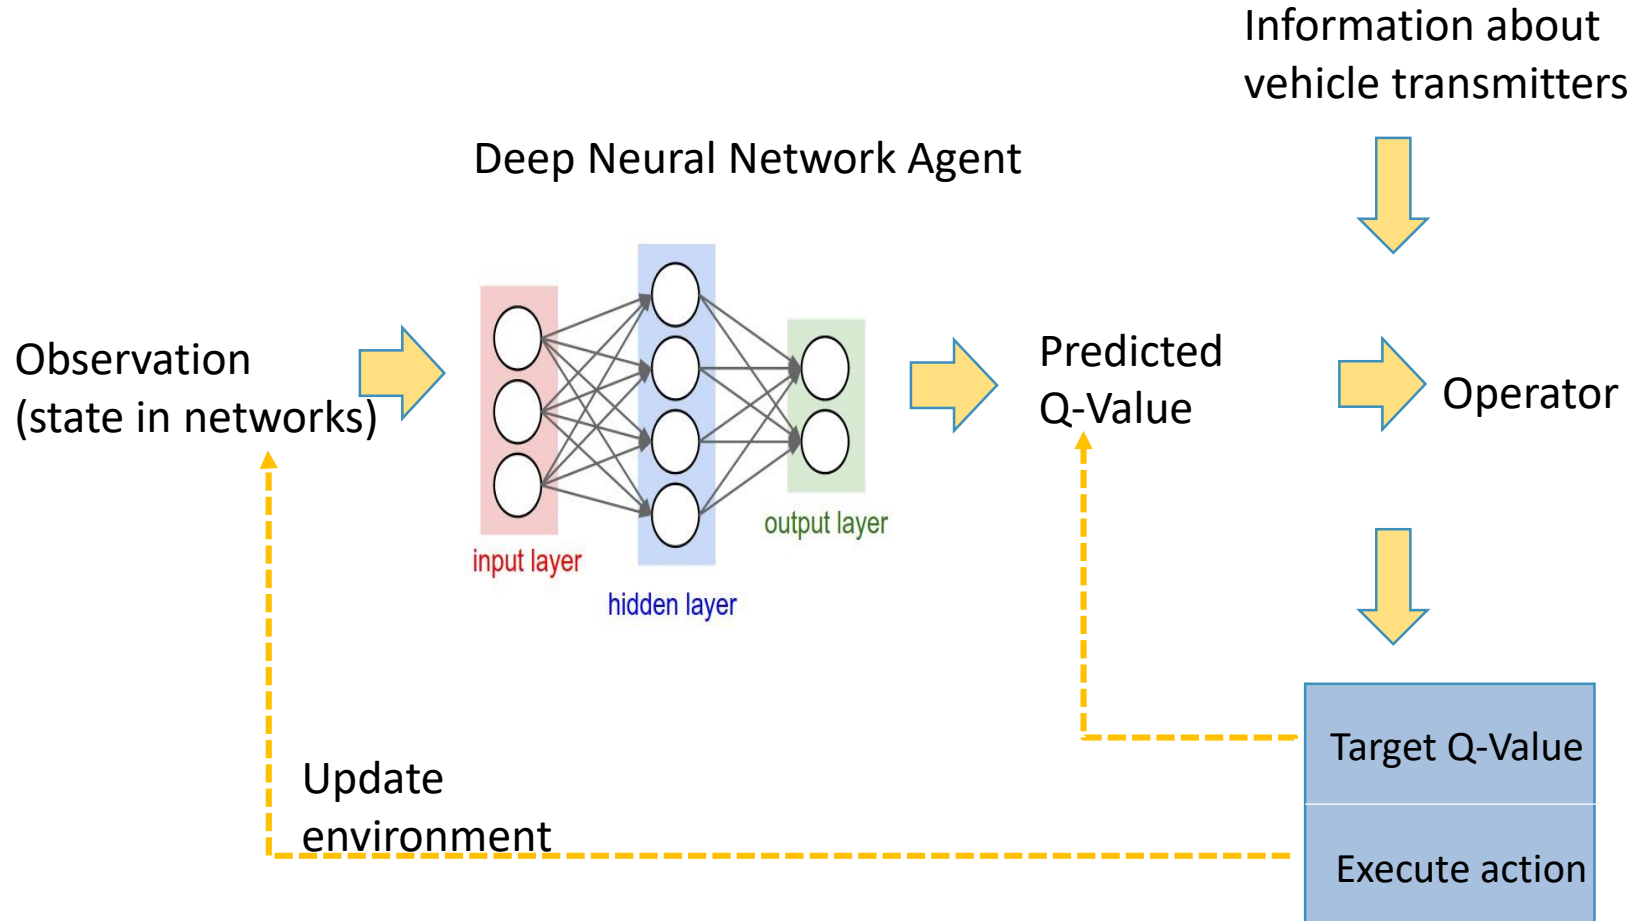 Information about
vehicle transmitters
Deep Neural Network Agent
Observation
(state in networks)
input layer
hidden layer
output layer
Predicted
Q-Value
Operator
Target Q-Value
Execute action
Update
environment